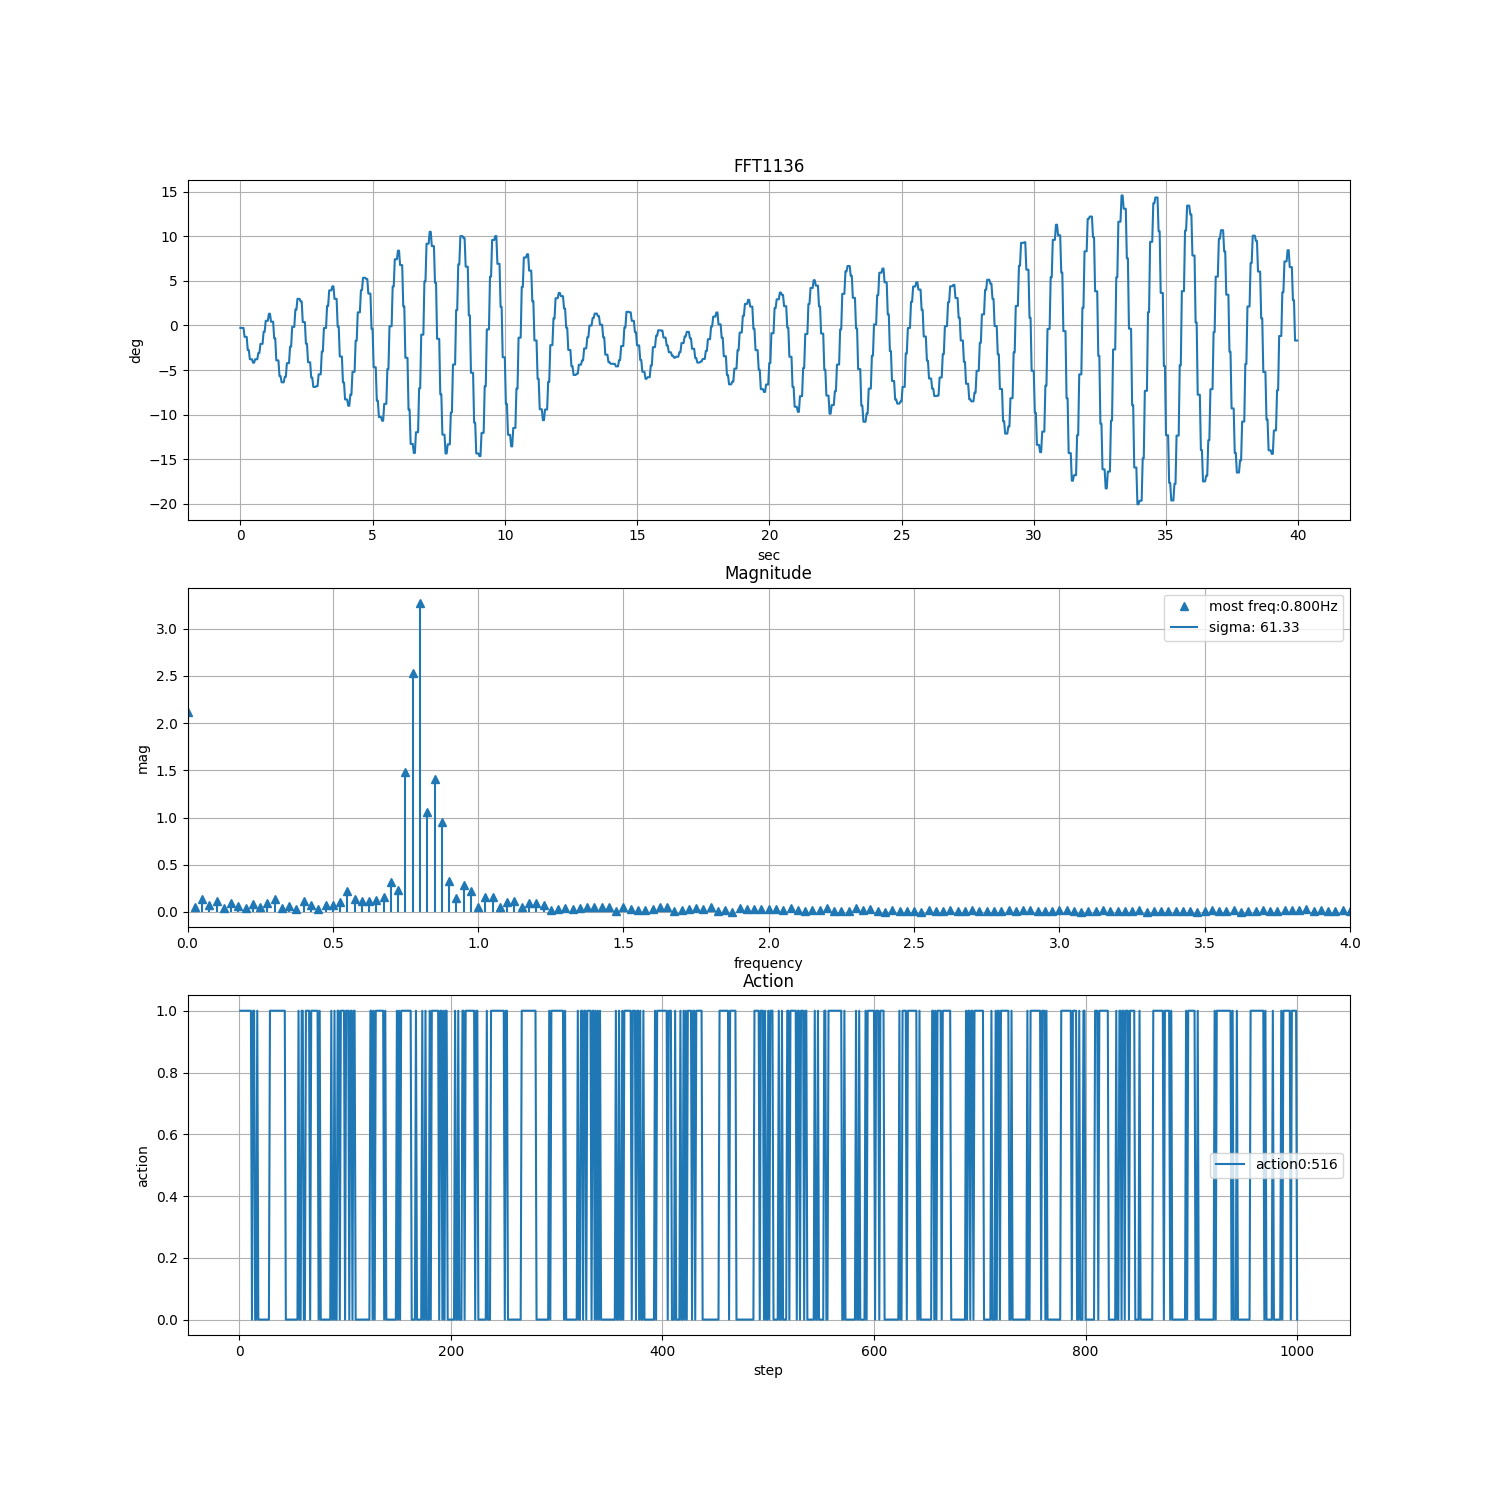 FFT1136
15
10
5
0
−5
−10
−15
−20
deg
0 5 10 15 20 25 30 35 40
sec
Magnitude
most freq:0.800Hz
sigma: 61.33
3.0
2.5
2.0
1.5
1.0
0.5
0.0
mag
0.0 0.5 1.0 1.5 2.0 2.5 3.0 3.5 4.0
frequency
Action
1.0
0.8
0.6
0.4
0.2
0.0
action
action0:516
0 200 400 600 800 1000
step